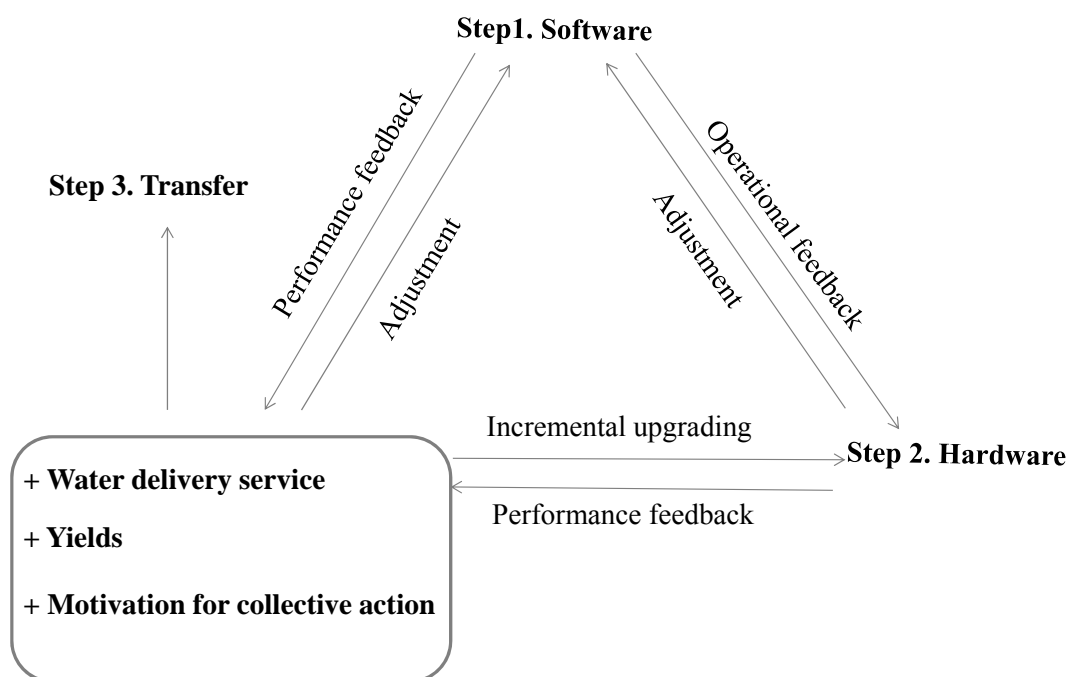 Step1. Software
Performance feedback
Adjustment
Operational feedback
Adjustment
Step 3. Transfer
Incremental upgrading
Step 2. Hardware
Performance feedback
+ Water delivery service
+ Yields
+ Motivation for collective action